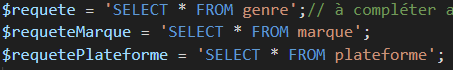 $requete = 'SELECT * FROM genre';// à compléter a
$requeteMarque = 'SELECT * FROM marque';
$requetePlateforme = 'SELECT * FROM plateforme';